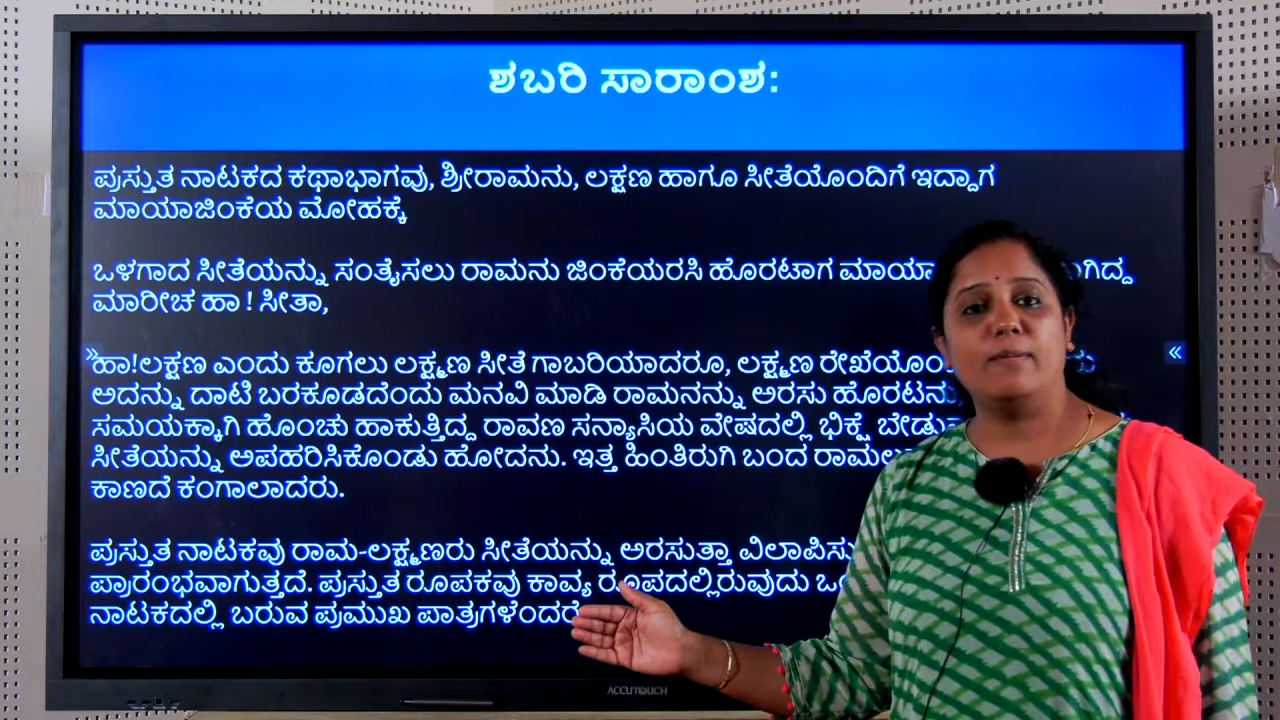 ಶಬರಿ ಸಾರಾಂಶ:
ಪ್ರಸ್ತುತ ನಾಟಕದ ಕಥಾಭಾಗವು, ಶ್ರೀರಾಮನು, ಲಕ್ಷಣ ಹಾಗೂ ಸೀತೆಯೊಂದಿಗೆ ಇದ್ದಾಗ
ಮಾಯಾಜಿಂಕೆಯ ಮೋಹಕ್ಕೆ
ಒಳಗಾದ ಸೀತೆಯನ್ನು ಸಂತೈಸಲು ರಾಮನು ಜಿಂಕೆಯರಸಿ ಹೊರಟಾಗ
ಮಾರೀಚ ಹಾ ! ಸೀತಾ,
ಹಾ!ಲಕ್ಷಣ ಎಂದು ಕೂಗಲು ಲಕ್ಷ್ಮಣ ಸೀತೆ ಗಾಬರಿಯಾದರೂ, ಲಕ್ಷ್ಮಣ
ಅದನ್ನು ದಾಟಿ ಬರಕೂಡದೆಂದು ಮನವಿ ಮಾಡಿ ರಾಮನನ್ನು ಅರಸು
ಸಮಯಕ್ಕಾಗಿ ಹೊಂಚು ಹಾಕುತ್ತಿದ್ದ ರಾವಣ ಸನ್ಯಾಸಿಯ ವೇಷದಲ್ಲಿ ಭಿಕ್ಷೆ
ಸೀತೆಯನ್ನು ಅಪಹರಿಸಿಕೊಂಡು ಹೋದನು. ಇತ್ತ ಹಿಂತಿರುಗಿ ಬಂದ
ಕಾಣದೆ ಕಂಗಾಲಾದರು.
ಪ್ರಸ್ತುತ ನಾಟಕವು ರಾಮ-ಲಕ್ಷ್ಮಣರು ಸೀತೆಯನ್ನು ಅರಸುತ್ತಾ
ಪ್ರಾರಂಭವಾಗುತ್ತದೆ. ಪ್ರಸ್ತುತ ರೂಪಕವು ಕಾವ್ಯ ರೂಪದಲ್ಲಿರುವುದು
ನಾಟಕದಲ್ಲಿ ಬರುವ ಪ್ರಮುಖ ಪಾತ್ರಗಳೆಂದರೆ
ACCUTOUCH